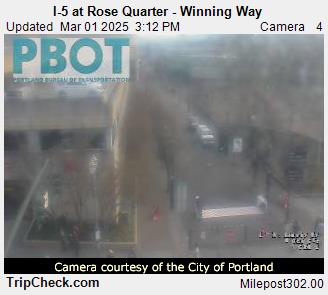 I-5 at Rose Quarter - Winning Way
Updated Mar 01 2025 3:12 PM Camera 4
PBOT
PORTLAND BUREAU OF TRANSPORTATION
Camera courtesy of the City of Portland
TripCheck.com Milepost302.00